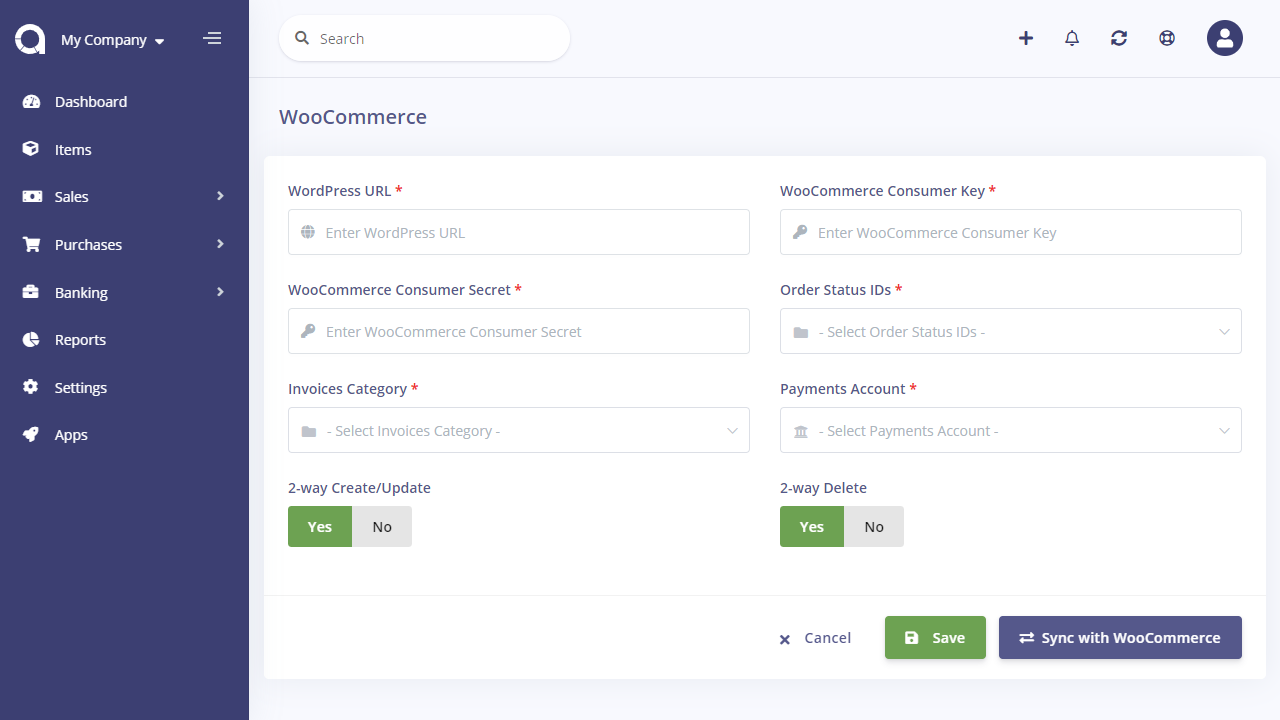 My Company
Search
Dashboard
Items
Sales
Purchases
Banking
Reports
Settings
Apps
WooCommerce
WordPress URL *
WooCommerce Consumer Key *
Enter WordPress URL
Enter WooCommerce Consumer Key
WooCommerce Consumer Secret *
Order Status IDs *
Enter WooCommerce Consumer Secret
- Select Order Status IDs -
Invoices Category *
Payments Account *
- Select Invoices Category -
- Select Payments Account -
2-way Create/Update
2-way Delete
Yes No
Yes No
Cancel
Save
Sync with WooCommerce